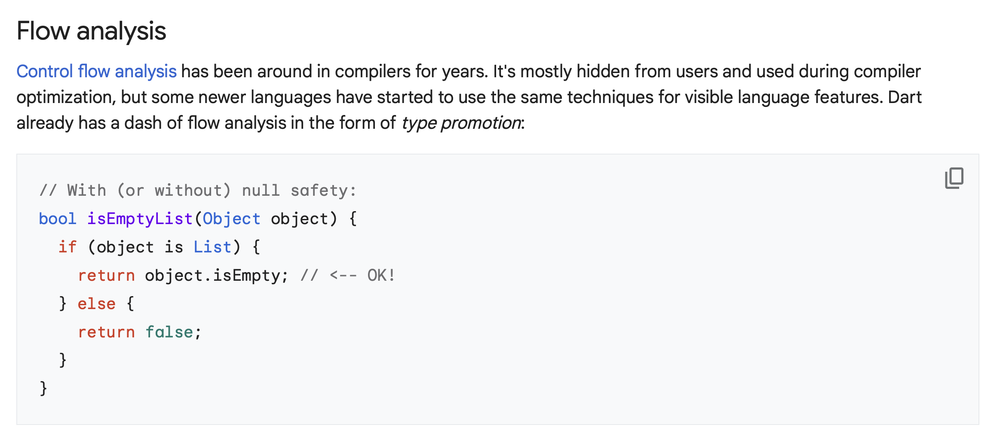 Flow analysis
Control flow analysis has been around in compilers for years. It's mostly hidden from users and used during compiler
optimization, but some newer languages have started to use the same techniques for visible language features. Dart
already has a dash of flow analysis in the form of type promotion:
// With (or without) null safety:
bool isEmptyList(Object object) {
  if (object is List) {
    return object.isEmpty; // <-- OK!
  } else {
    return false;
  }
}